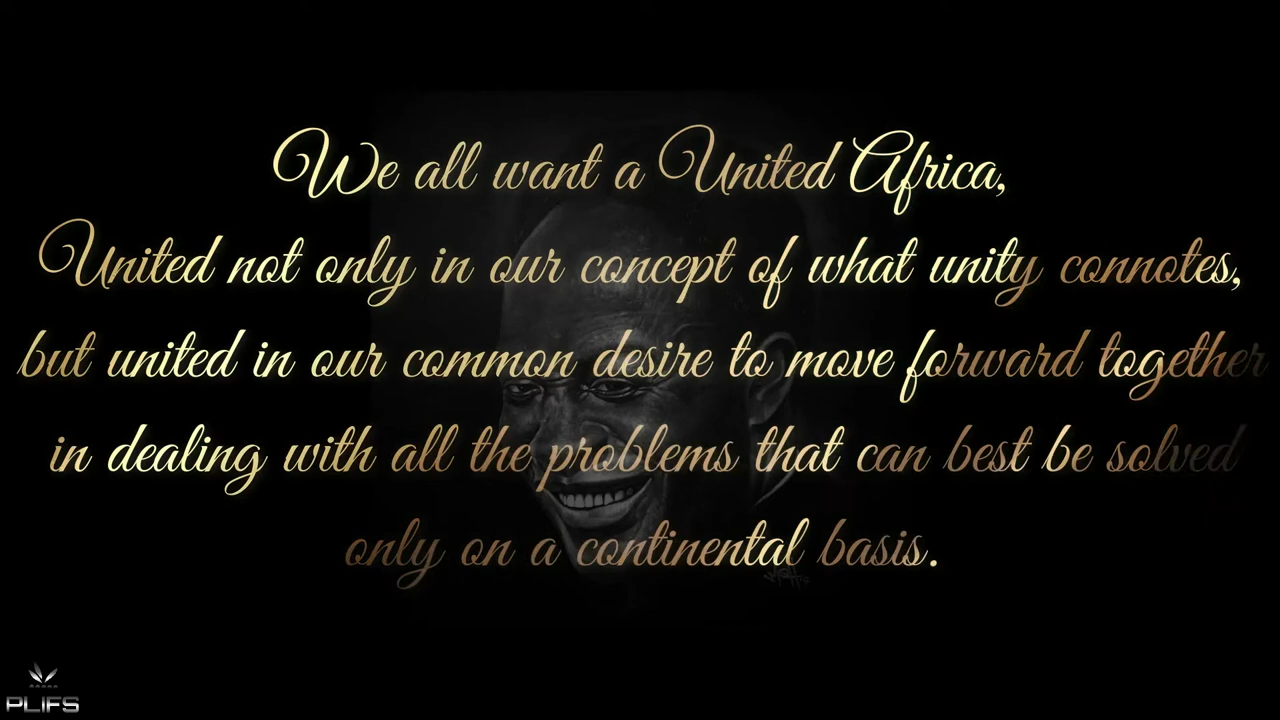 We all want a United Africa,
United not only in our concept of what unity connotes,
but united in our common desire to move forward together
in dealing with all the problems that can best be solved
only on a continental basis.
PLIFS